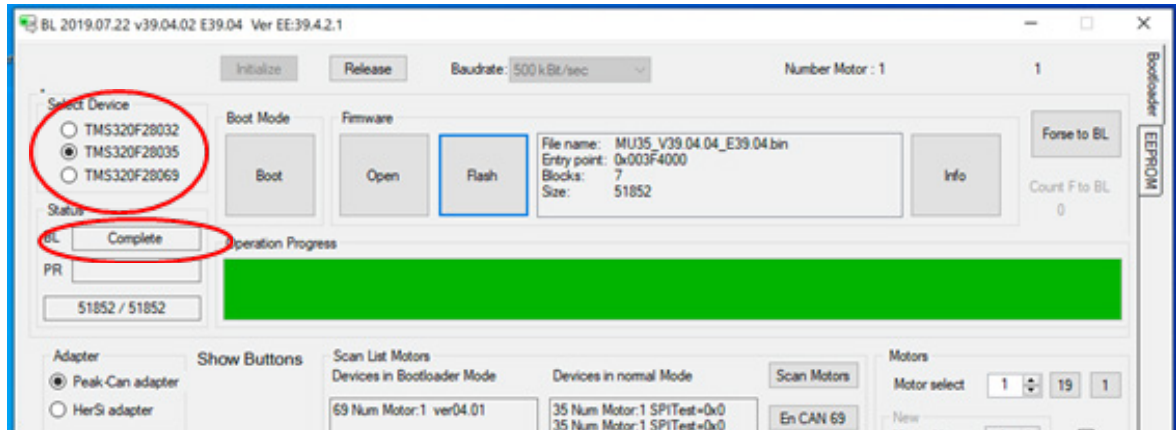 BL 2019.07.22 v39.04.02 E39.04 Ver EE:39.4.2.1
Initialize Release Baudrate: 500 kBit/sec Number Motor : 1 1
Bootloader
EEPROM
Select Device
TMS320F28032
TMS320F28035
TMS320F28069
Boot Mode
Boot
Firmware
Open
Flash
File name: MU35_V39.04.04_E39.04.bin
Entry point: 0x003F4000
Blocks: 7
Size: 51852
Info
Forse to BL
Count F to BL
0
Status
BL Complete
PR
51852 / 51852
Operation Progress
Adapter
Peak-Can adapter
HerSi adapter
Show Buttons
Scan List Motors
Devices in Bootloader Mode
69 Num Motor:1 ver04.01
Devices in normal Mode
35 Num Motor:1 SPITest=0x0
35 Num Motor:1 SPITest=0x0
Scan Motors
En CAN 69
Motors
Motor select 1 19 1
New